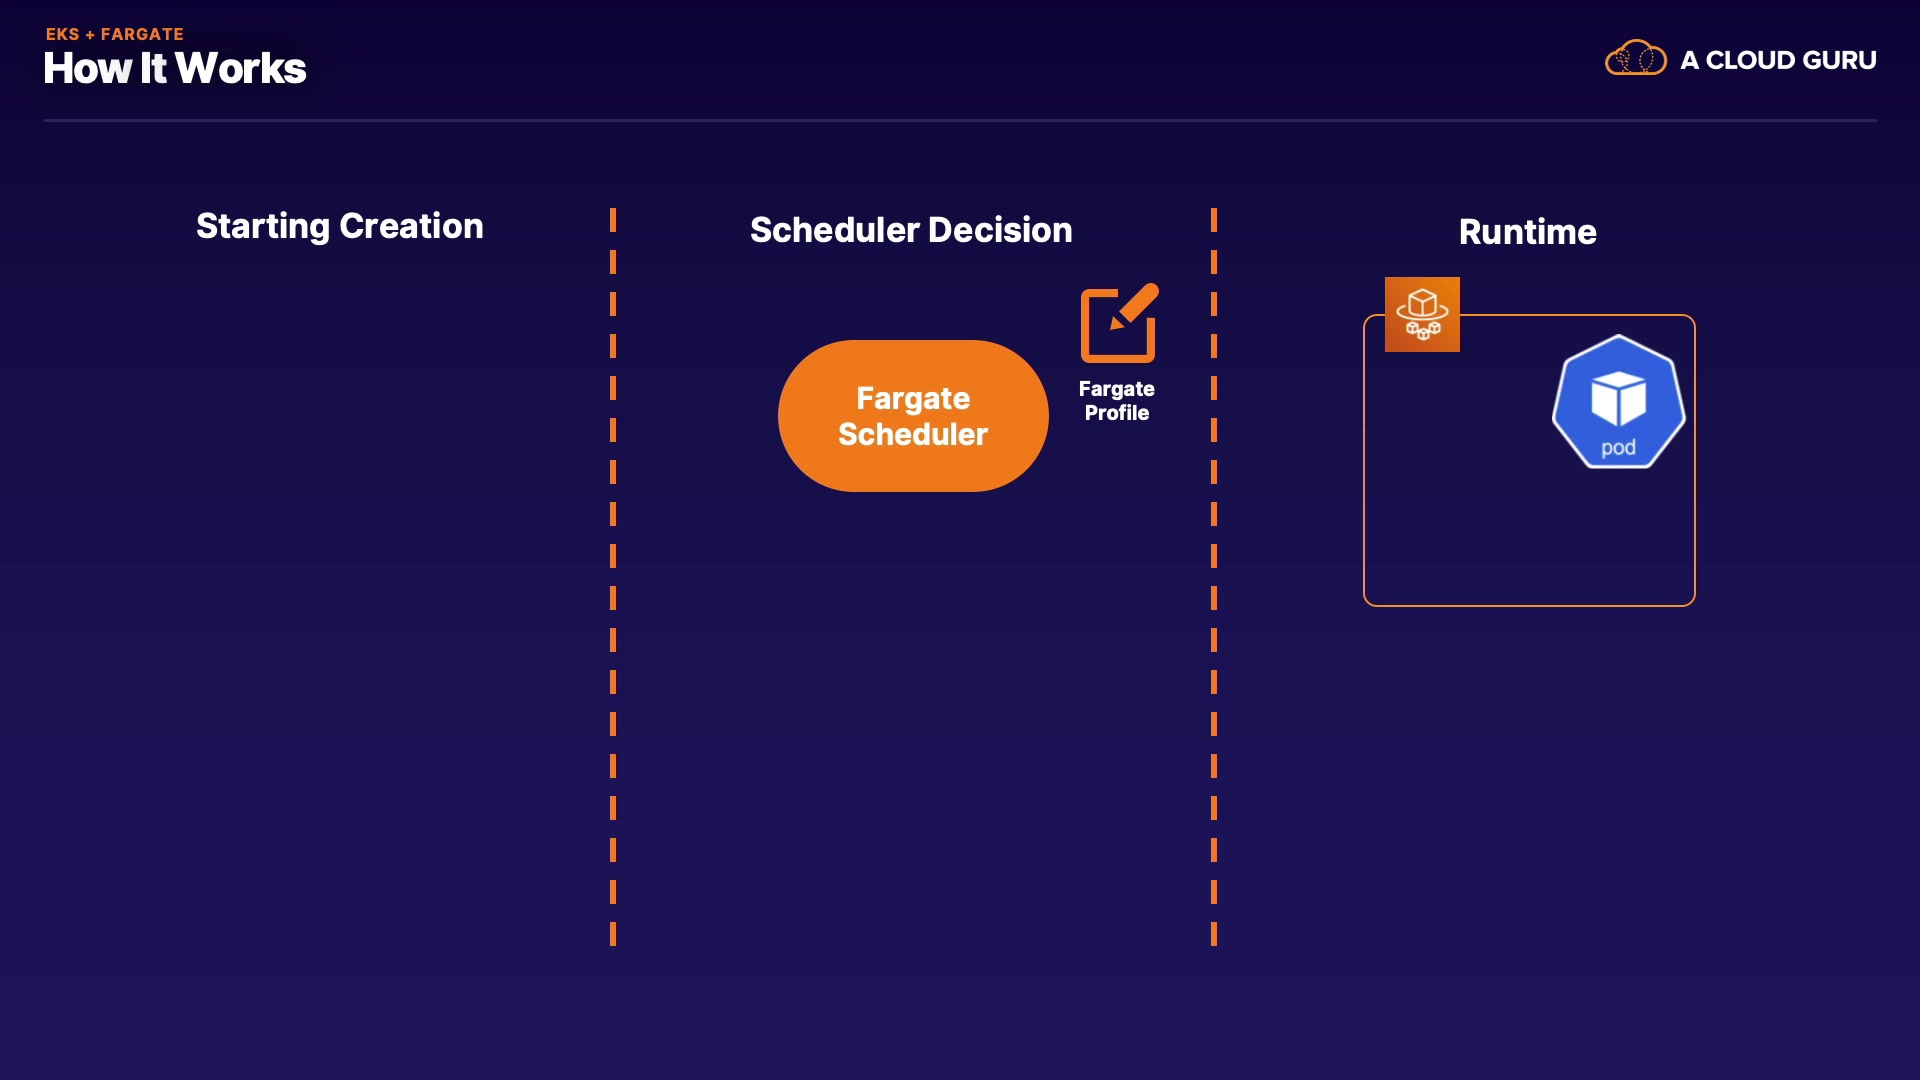 EKS + FARGATE
How It Works
A CLOUD GURU
Starting Creation
Scheduler Decision
Runtime
Fargate
Scheduler
Fargate
Profile
pod